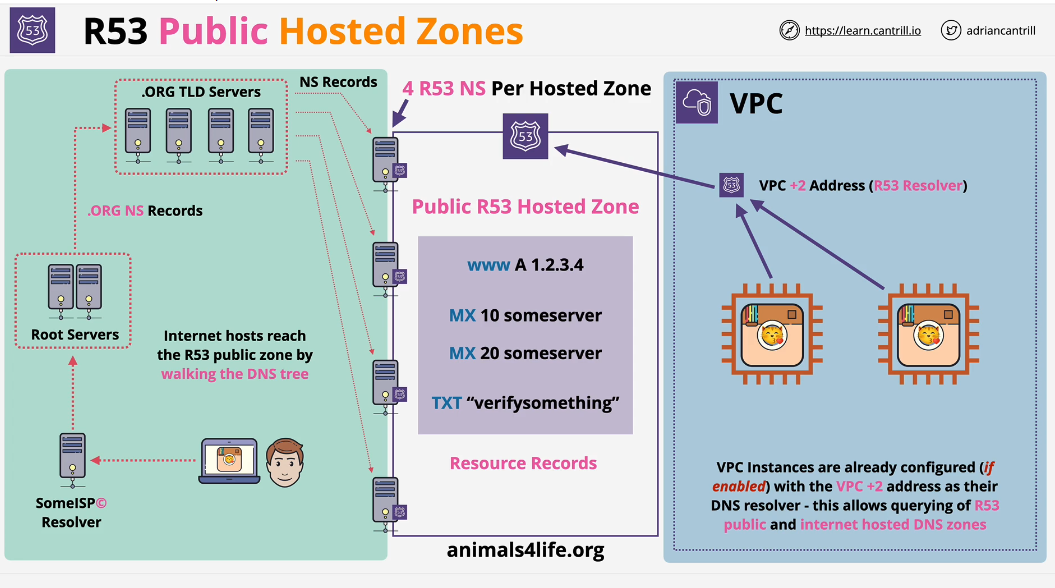 R53 Public Hosted Zones
https://learn.cantrill.io
adriancantrill
.ORG TLD Servers
NS Records
.ORG NS Records
Root Servers
Internet hosts reach
the R53 public zone by
walking the DNS tree
SomeISP©
Resolver
4 R53 NS Per Hosted Zone
53
Public R53 Hosted Zone
www A 1.2.3.4
MX 10 someserver
MX 20 someserver
TXT “verifysomething”
Resource Records
animals4life.org
VPC
VPC +2 Address (R53 Resolver)
VPC Instances are already configured (if
enabled) with the VPC +2 address as their
DNS resolver - this allows querying of R53
public and internet hosted DNS zones
53
53